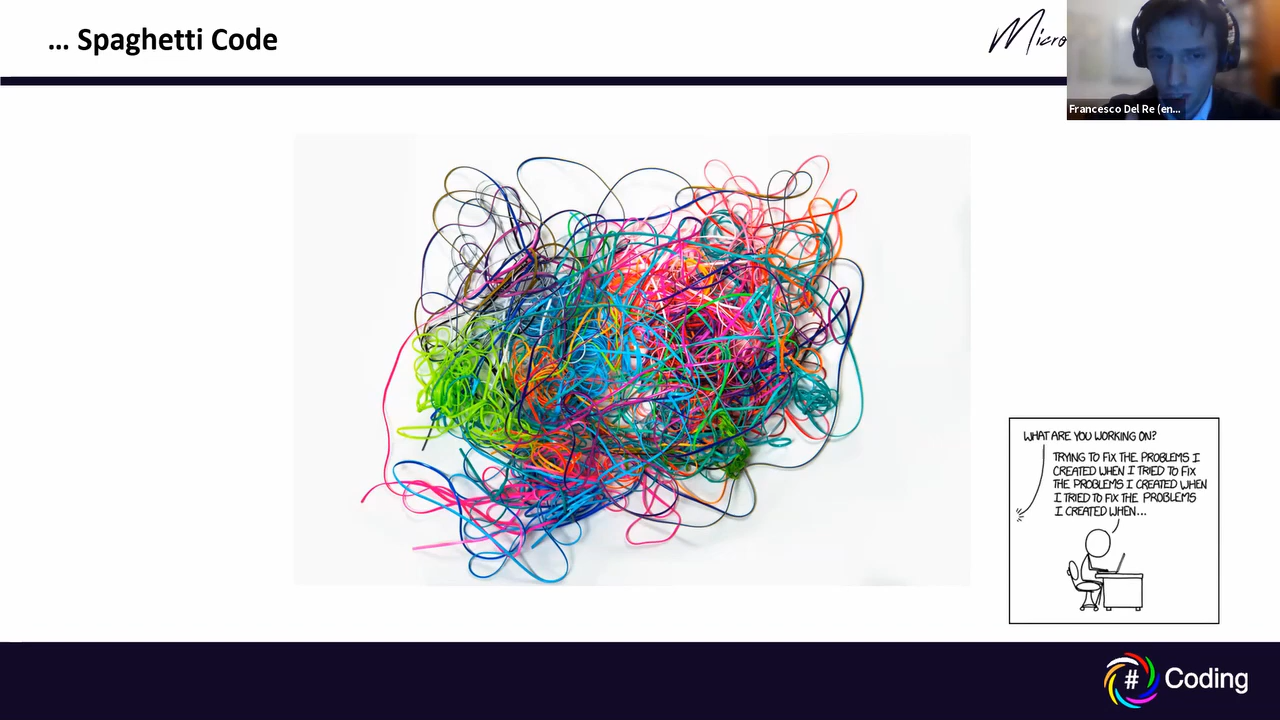 ... Spaghetti Code
Micro
Francesco Del Re (en...
WHAT ARE YOU WORKING ON?
TRYING TO FIX THE PROBLEMS I
CREATED WHEN I TRIED TO FIX
THE PROBLEMS I CREATED WHEN
I TRIED TO FIX THE PROBLEMS
I CREATED WHEN...
# Coding